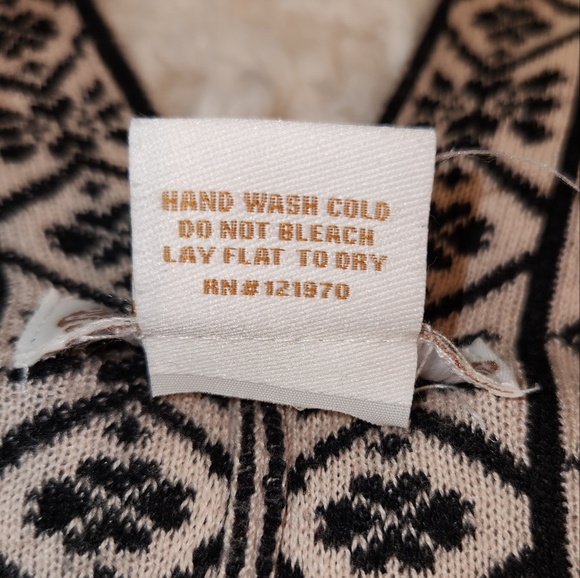 HAND WASH COLD
DO NOT BLEACH
LAY FLAT TO DRY
RN#121970